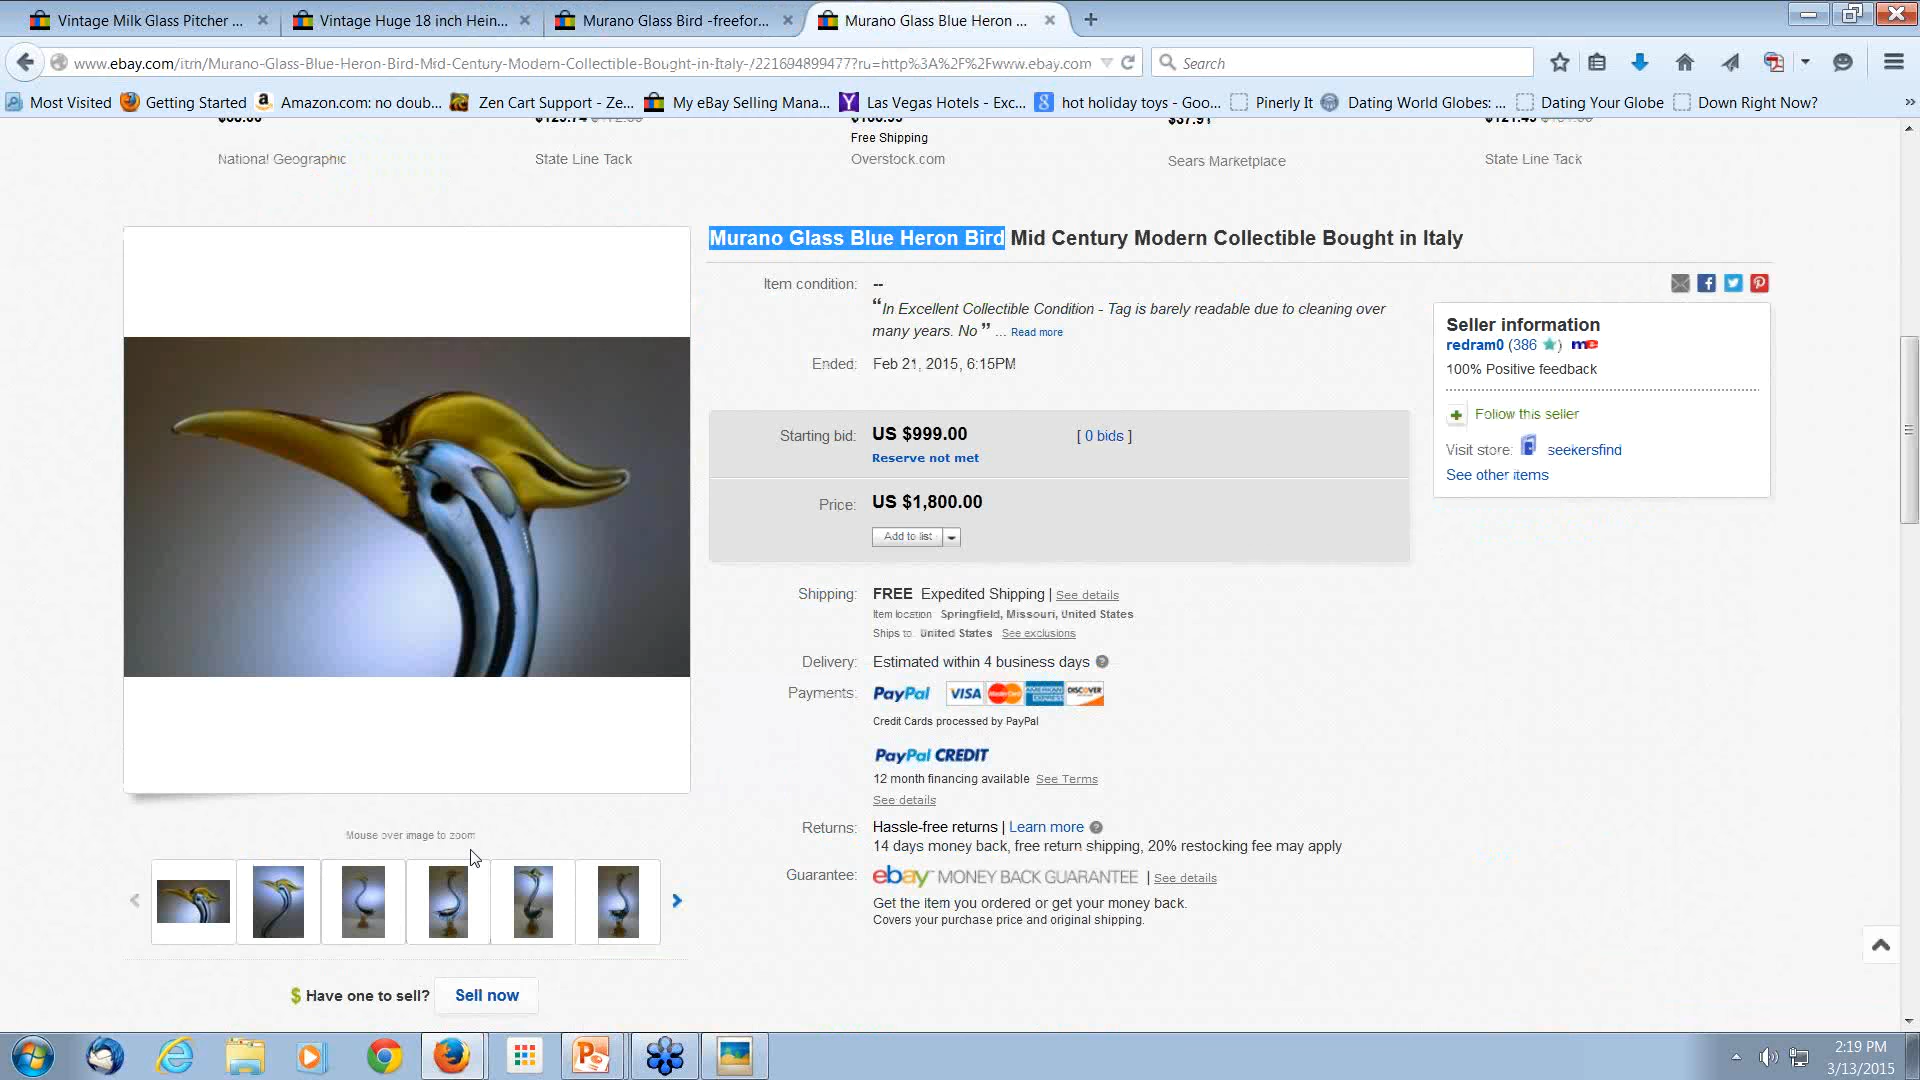 Vintage Milk Glass Pitcher ...
Vintage Huge 18 inch Hein...
Murano Glass Bird -freefor...
Murano Glass Blue Heron ...
www.ebay.com/itm/Murano-Glass-Blue-Heron-Bird-Mid-Century-Modern-Collectible-Bought-in-Italy-/221694899477?ru=http%3A%2F%2Fwww.ebay.com
Search
Most Visited
Getting Started
Amazon.com: no doub...
Zen Cart Support - Ze...
My eBay Selling Mana...
Las Vegas Hotels - Exc...
hot holiday toys - Goo...
Pinerly It
Dating World Globes: ...
Dating Your Globe
Down Right Now?
Free Shipping
National Geographic
State Line Tack
Overstock.com
Sears Marketplace
State Line Tack
Murano Glass Blue Heron Bird Mid Century Modern Collectible Bought in Italy
Item condition: --
“In Excellent Collectible Condition - Tag is barely readable due to cleaning over
many years. No ” ... Read more
Ended: Feb 21, 2015, 6:15PM
Starting bid: US $999.00 [ 0 bids ]
Reserve not met
Price: US $1,800.00
Add to list
Seller information
redram0 (386 ) me
100% Positive feedback
Follow this seller
Visit store: seekersfind
See other items
Shipping: FREE Expedited Shipping | See details
Item location Springfield, Missouri, United States
Ships to United States See exclusions
Delivery: Estimated within 4 business days ?
Payments: PayPal VISA MasterCard AMERICAN EXPRESS DISCOVER
Credit Cards processed by PayPal
PayPal CREDIT
12 month financing available See Terms
See details
Returns: Hassle-free returns | Learn more ?
14 days money back, free return shipping, 20% restocking fee may apply
Guarantee: ebay MONEY BACK GUARANTEE | See details
Get the item you ordered or get your money back.
Covers your purchase price and original shipping.
Mouse over image to zoom
$ Have one to sell? Sell now
2:19 PM
3/13/2015